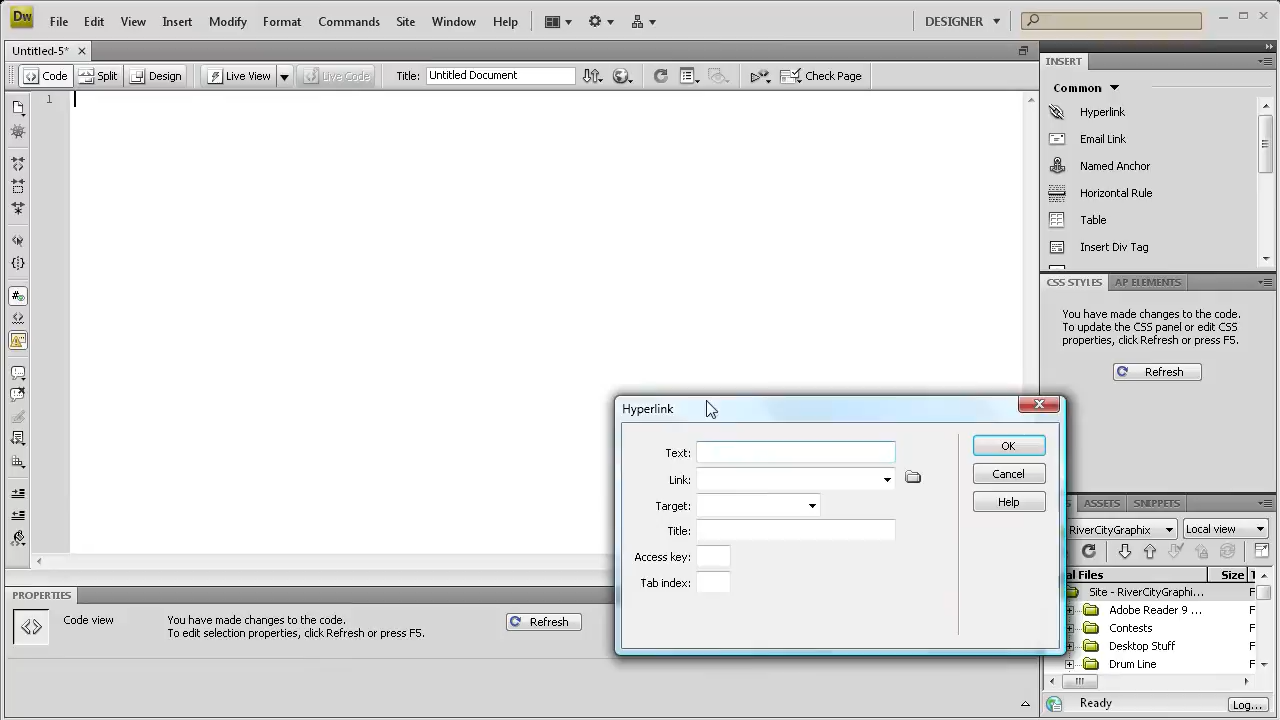 Dw File Edit View Insert Modify Format Commands Site Window Help DESIGNER
Untitled-5*
Code Split Design Live View Live Code Title: Untitled Document Check Page
1
INSERT
Common
Hyperlink
Email Link
Named Anchor
Horizontal Rule
Table
Insert Div Tag
CSS STYLES AP ELEMENTS
You have made changes to the code.
To update the CSS panel or edit CSS
properties, click Refresh or press F5.
Refresh
Hyperlink
Text:
Link:
Target:
Title:
Access key:
Tab index:
OK
Cancel
Help
ASSETS SNIPPETS
RiverCityGraphix Local view
al Files Size T
Site - RiverCityGraphi... F
Adobe Reader 9 ... F
Contests F
Desktop Stuff F
Drum Line F
Ready Log...
PROPERTIES
Code view
You have made changes to the code.
To edit selection properties, click Refresh or press F5.
Refresh